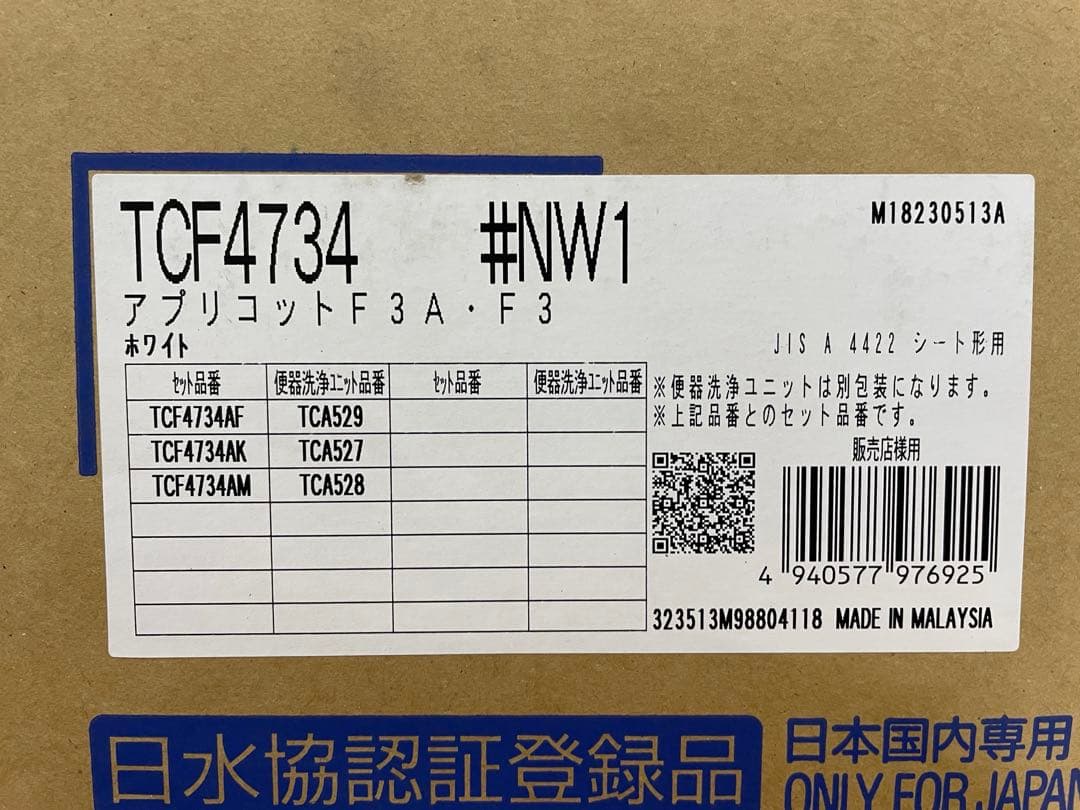 TCF4734 #NW1
M18230513A
アプリコットF3A・F3
ホワイト
JIS A 4422 シート形用
セット品番 便器洗浄ユニット品番 セット品番 便器洗浄ユニット品番
TCF4734AF TCA529
TCF4734AK TCA527
TCF4734AM TCA528
※便器洗浄ユニットは別包装になります。
※上記品番とのセット品番です。
販売店様用
4 940577 976925
323513M98804118 MADE IN MALAYSIA
日水協認証登録品
日本国内専用
ONLY FOR JAPAN